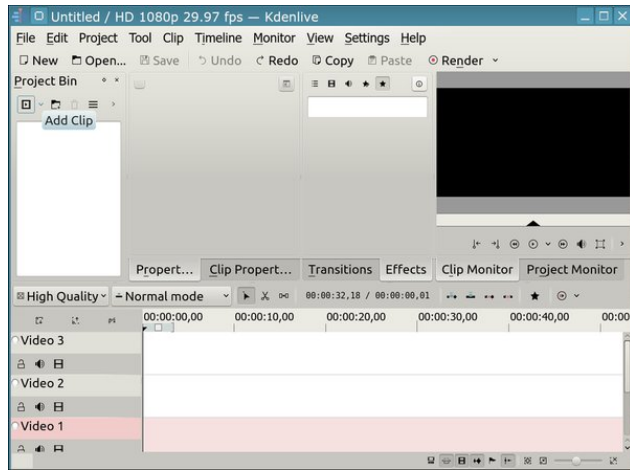 Untitled / HD 1080p 29.97 fps — Kdenlive
File Edit Project Tool Clip Timeline Monitor View Settings Help
New Open... Save Undo Redo Copy Paste Render
Project Bin
Add Clip
Propert... Clip Propert... Transitions Effects Clip Monitor Project Monitor
High Quality Normal mode 00:00:32,18 / 00:00:00,01
00:00:00,00 00:00:10,00 00:00:20,00 00:00:30,00 00:00:40,00 00:00
Video 3
Video 2
Video 1